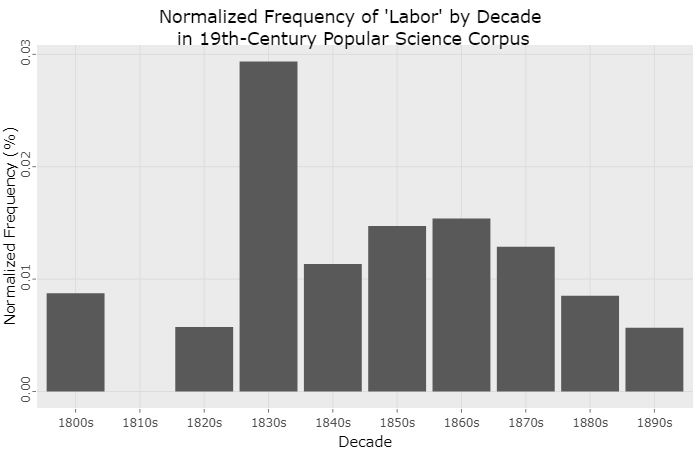 Normalized Frequency of 'Labor' by Decade
in 19th-Century Popular Science Corpus
Normalized Frequency (%)
0.03
0.02
0.01
0.00
1800s 1810s 1820s 1830s 1840s 1850s 1860s 1870s 1880s 1890s
Decade